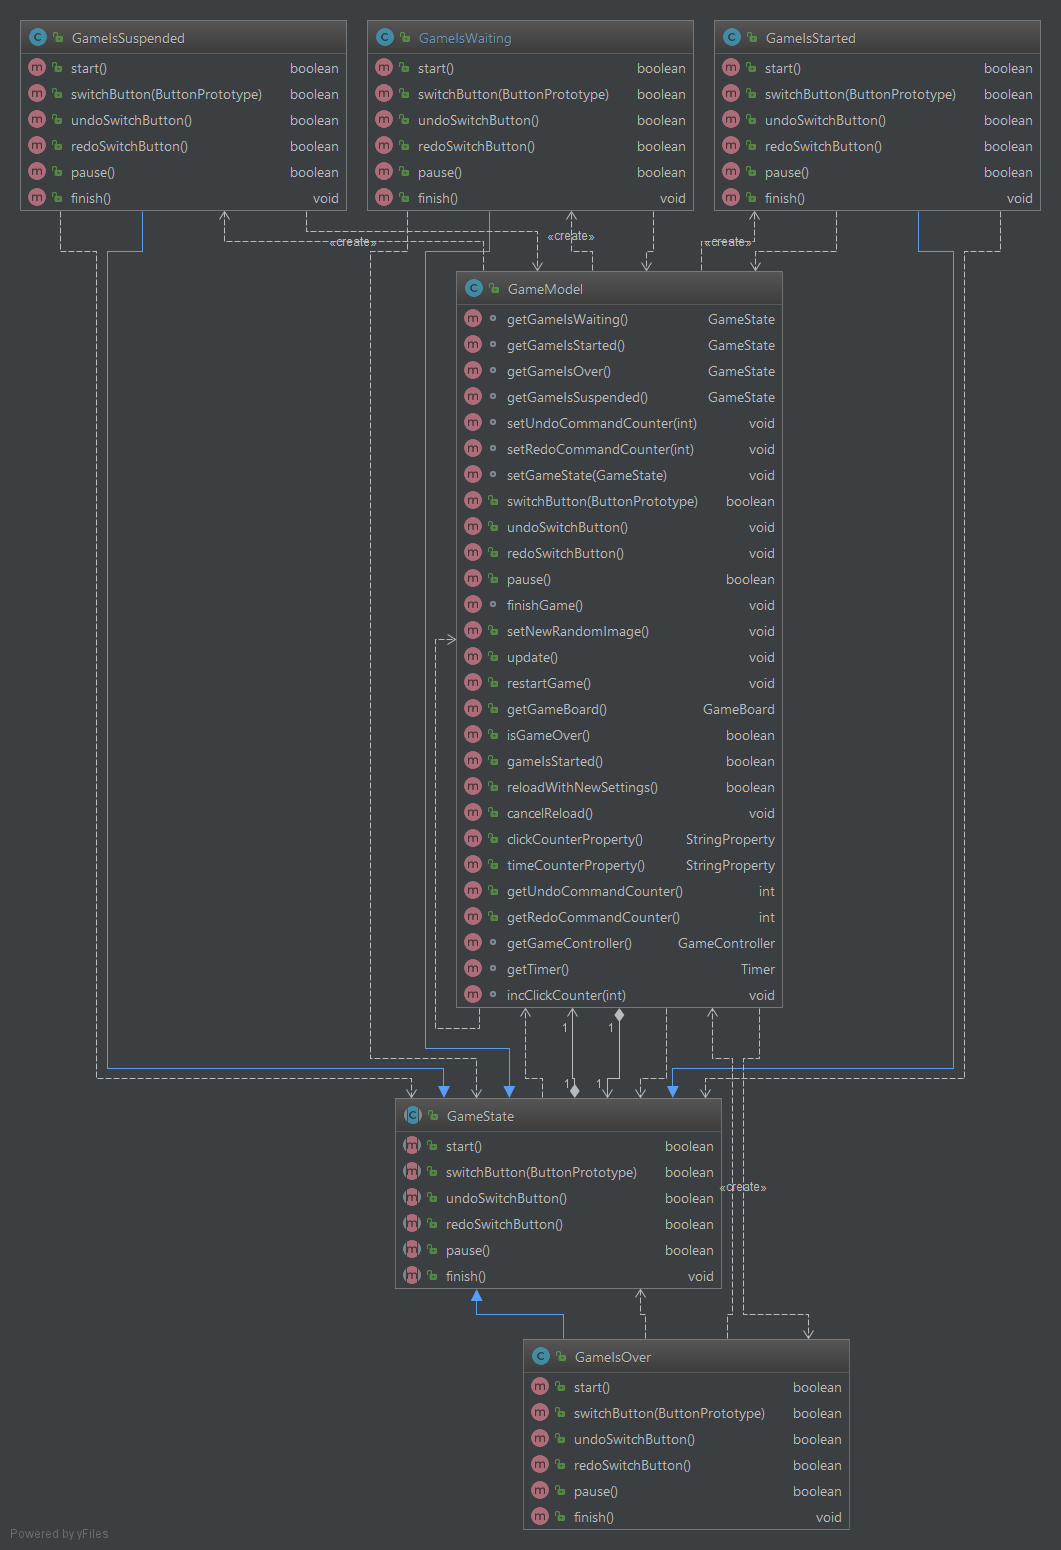 GameIsSuspended
start() boolean
switchButton(ButtonPrototype) boolean
undoSwitchButton() boolean
redoSwitchButton() boolean
pause() boolean
finish() void
GameIsWaiting
start() boolean
switchButton(ButtonPrototype) boolean
undoSwitchButton() boolean
redoSwitchButton() boolean
pause() boolean
finish() void
GameIsStarted
start() boolean
switchButton(ButtonPrototype) boolean
undoSwitchButton() boolean
redoSwitchButton() boolean
pause() boolean
finish() void
«create»
«create»
«create»
GameModel
getGameIsWaiting() GameState
getGameIsStarted() GameState
getGameIsOver() GameState
getGameIsSuspended() GameState
setUndoCommandCounter(int) void
setRedoCommandCounter(int) void
setGameState(GameState) void
switchButton(ButtonPrototype) boolean
undoSwitchButton() void
redoSwitchButton() void
pause() boolean
finishGame() void
setNewRandomImage() void
update() void
restartGame() void
getGameBoard() GameBoard
isGameOver() boolean
gameIsStarted() boolean
reloadWithNewSettings() boolean
cancelReload() void
clickCounterProperty() StringProperty
timeCounterProperty() StringProperty
getUndoCommandCounter() int
getRedoCommandCounter() int
getGameController() GameController
getTimer() Timer
incClickCounter(int) void
1 1
1 1
GameState
start() boolean
switchButton(ButtonPrototype) boolean
undoSwitchButton() boolean
redoSwitchButton() boolean
pause() boolean
finish() void
«create»
GameIsOver
start() boolean
switchButton(ButtonPrototype) boolean
undoSwitchButton() boolean
redoSwitchButton() boolean
pause() boolean
finish() void
Powered by yFiles